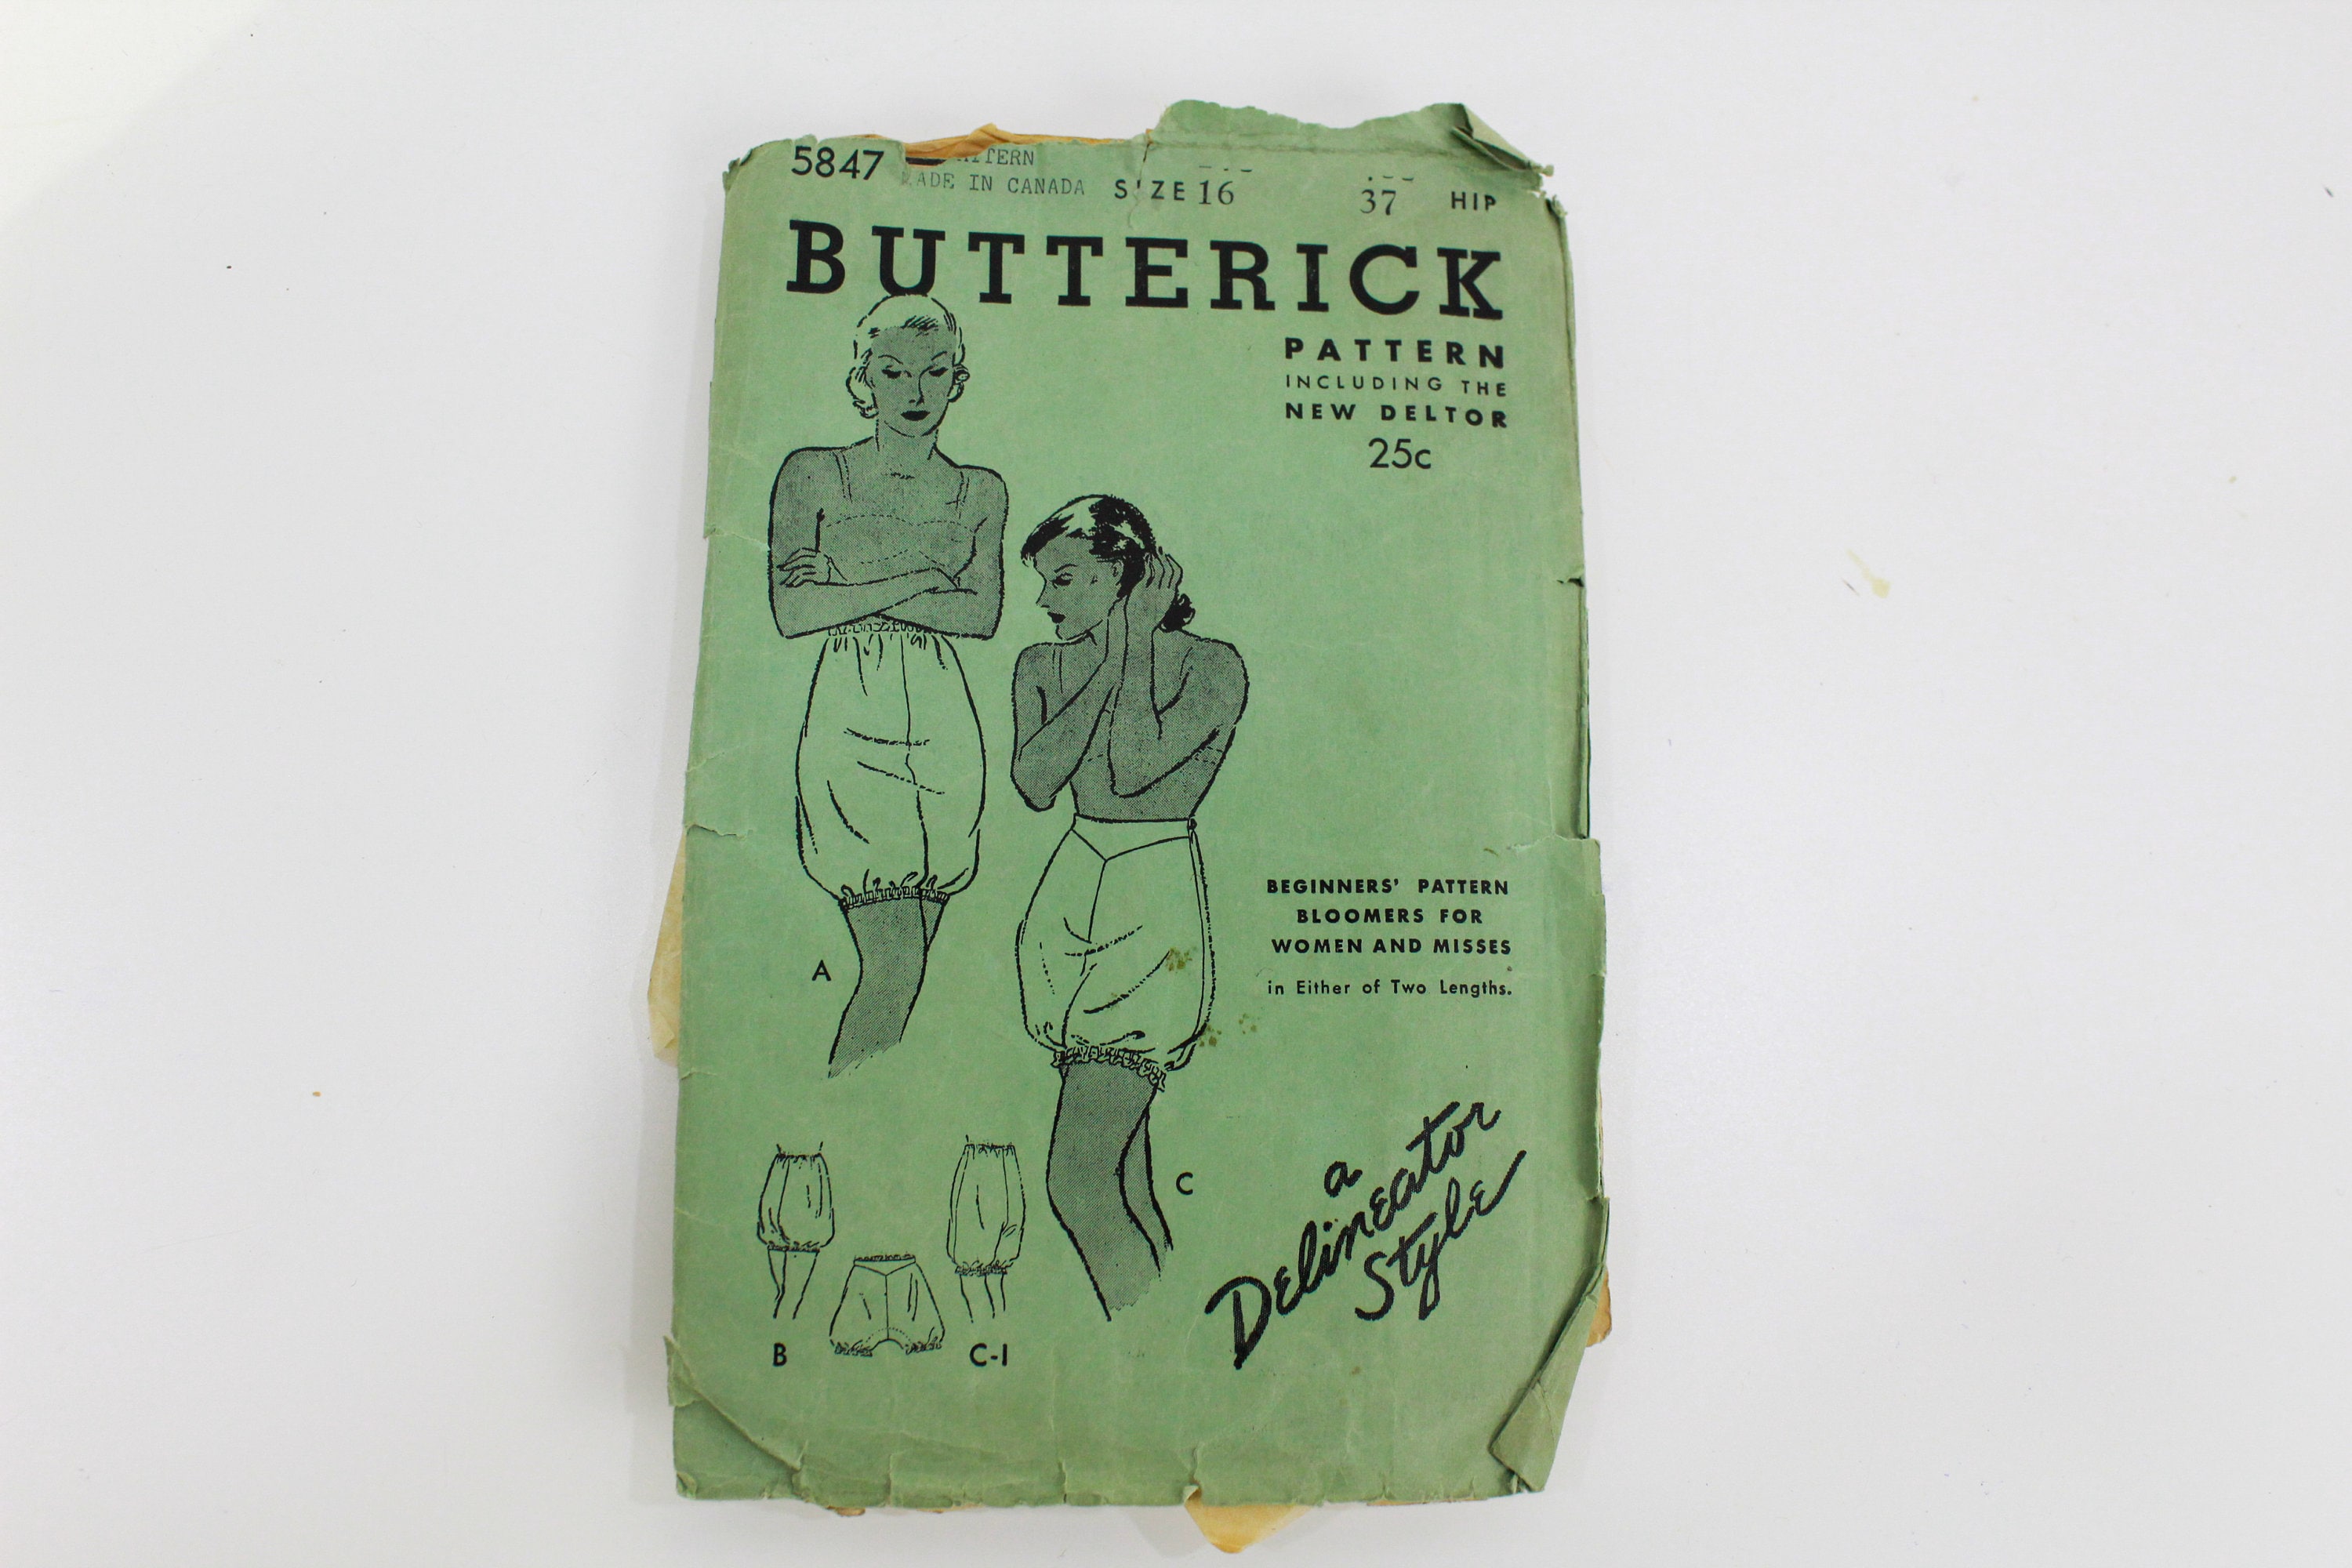 5847
MADE IN CANADA SIZE 16 37 HIP
BUTTERICK
PATTERN
INCLUDING THE
NEW DELTOR
25c
BEGINNERS' PATTERN
BLOOMERS FOR
WOMEN AND MISSES
in Either of Two Lengths.
A
C
B
C-1
a
Delineator
Style